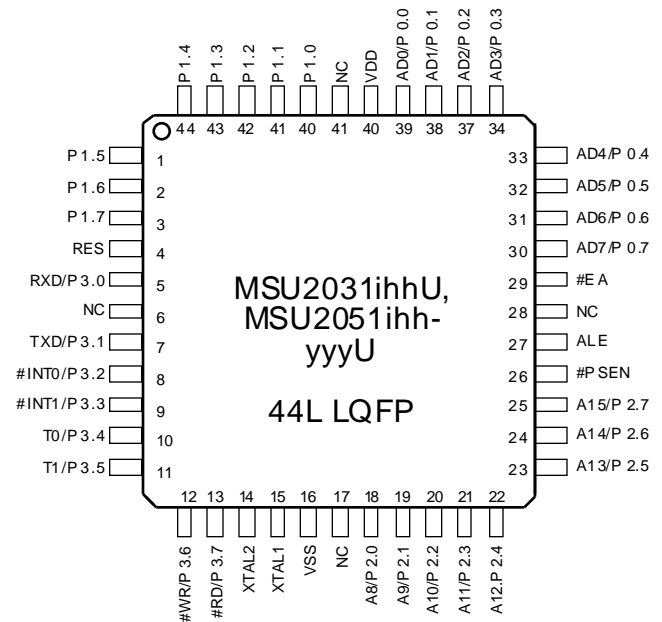 P1.4
P1.3
P1.2
P1.1
P1.0
NC
VDD
AD0/P0.0
AD1/P0.1
AD2/P0.2
AD3/P0.3
44 43 42 41 40 41 40 39 38 37 34
P1.5 1
P1.6 2
P1.7 3
RES 4
RXD/P3.0 5
NC 6
TXD/P3.1 7
#INT0/P3.2 8
#INT1/P3.3 9
T0/P3.4 10
T1/P3.5 11
MSU2031ihhU,
MSU2051ihh-
yyyU
44L LQFP
33 AD4/P0.4
32 AD5/P0.5
31 AD6/P0.6
30 AD7/P0.7
29 #EA
28 NC
27 ALE
26 #PSEN
25 A15/P2.7
24 A14/P2.6
23 A13/P2.5
12 13 14 15 16 17 18 19 20 21 22
#WR/P3.6
#RD/P3.7
XTAL2
XTAL1
VSS
NC
A8/P2.0
A9/P2.1
A10/P2.2
A11/P2.3
A12.P2.4